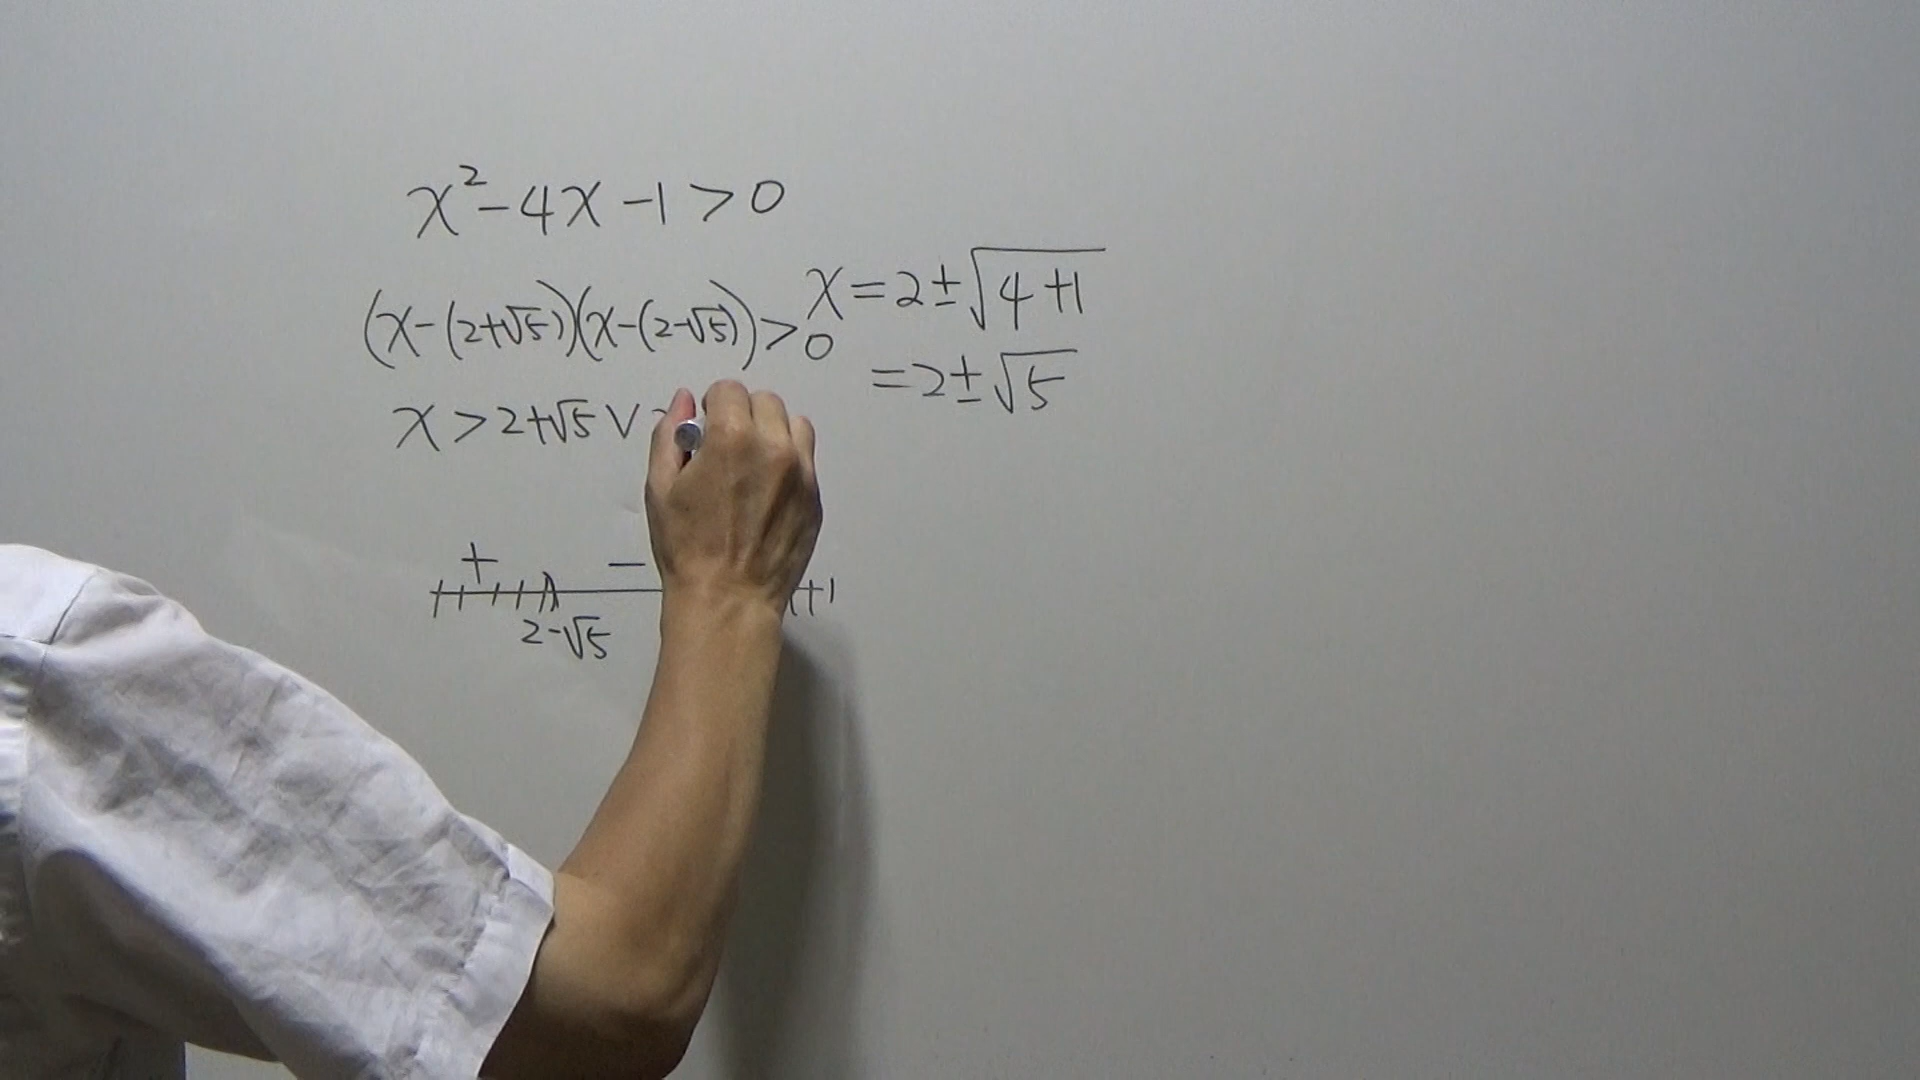 x²-4x-1>0
(x-(2+√5))(x-(2-√5))>0
x=2±√4+1
=2±√5
x>2+√5∨
+ -
2-√5